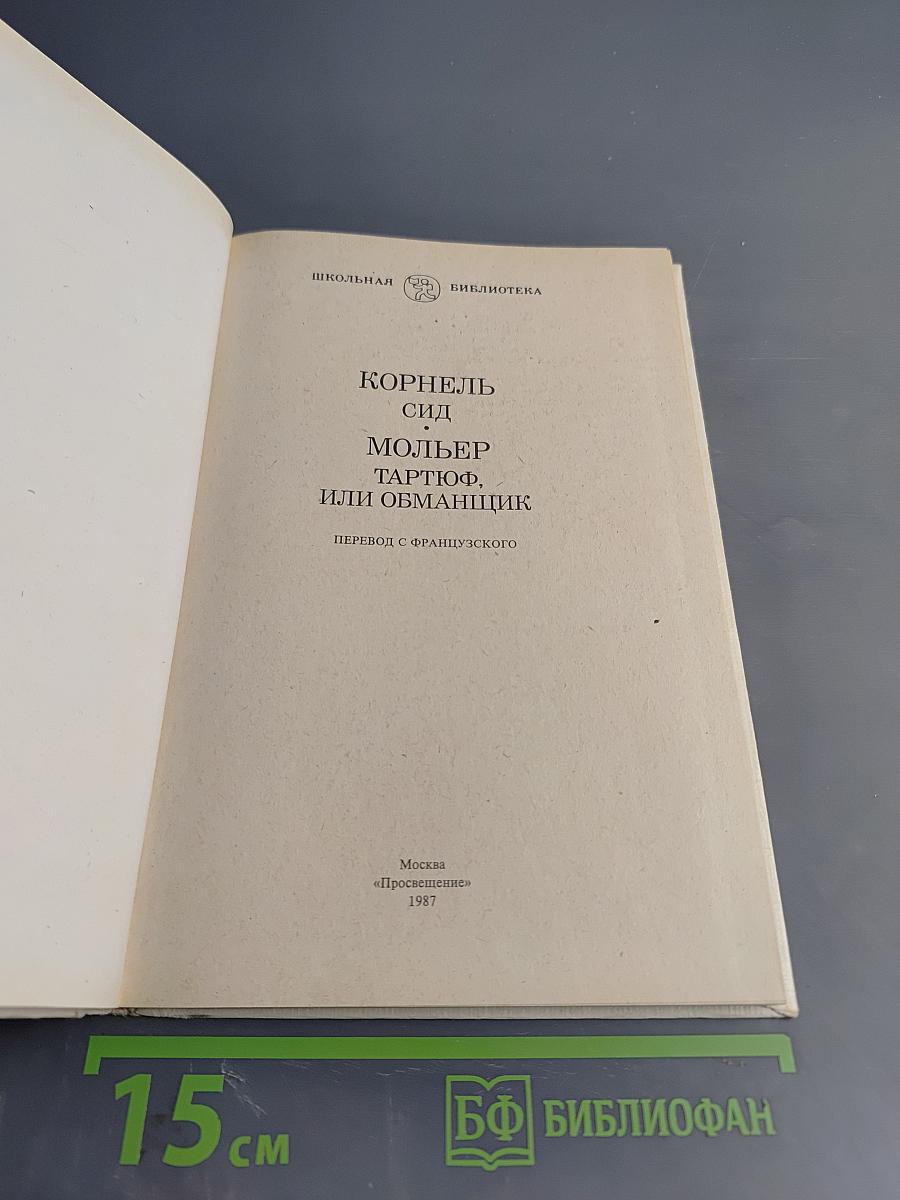 ШКОЛЬНАЯ БИБЛИОТЕКА
КОРНЕЛЬ
СИД
•
МОЛЬЕР
ТАРТЮФ,
ИЛИ ОБМАНЩИК
ПЕРЕВОД С ФРАНЦУЗСКОГО
Москва
«Просвещение»
1987
15 см
БФ БИБЛИОФАН